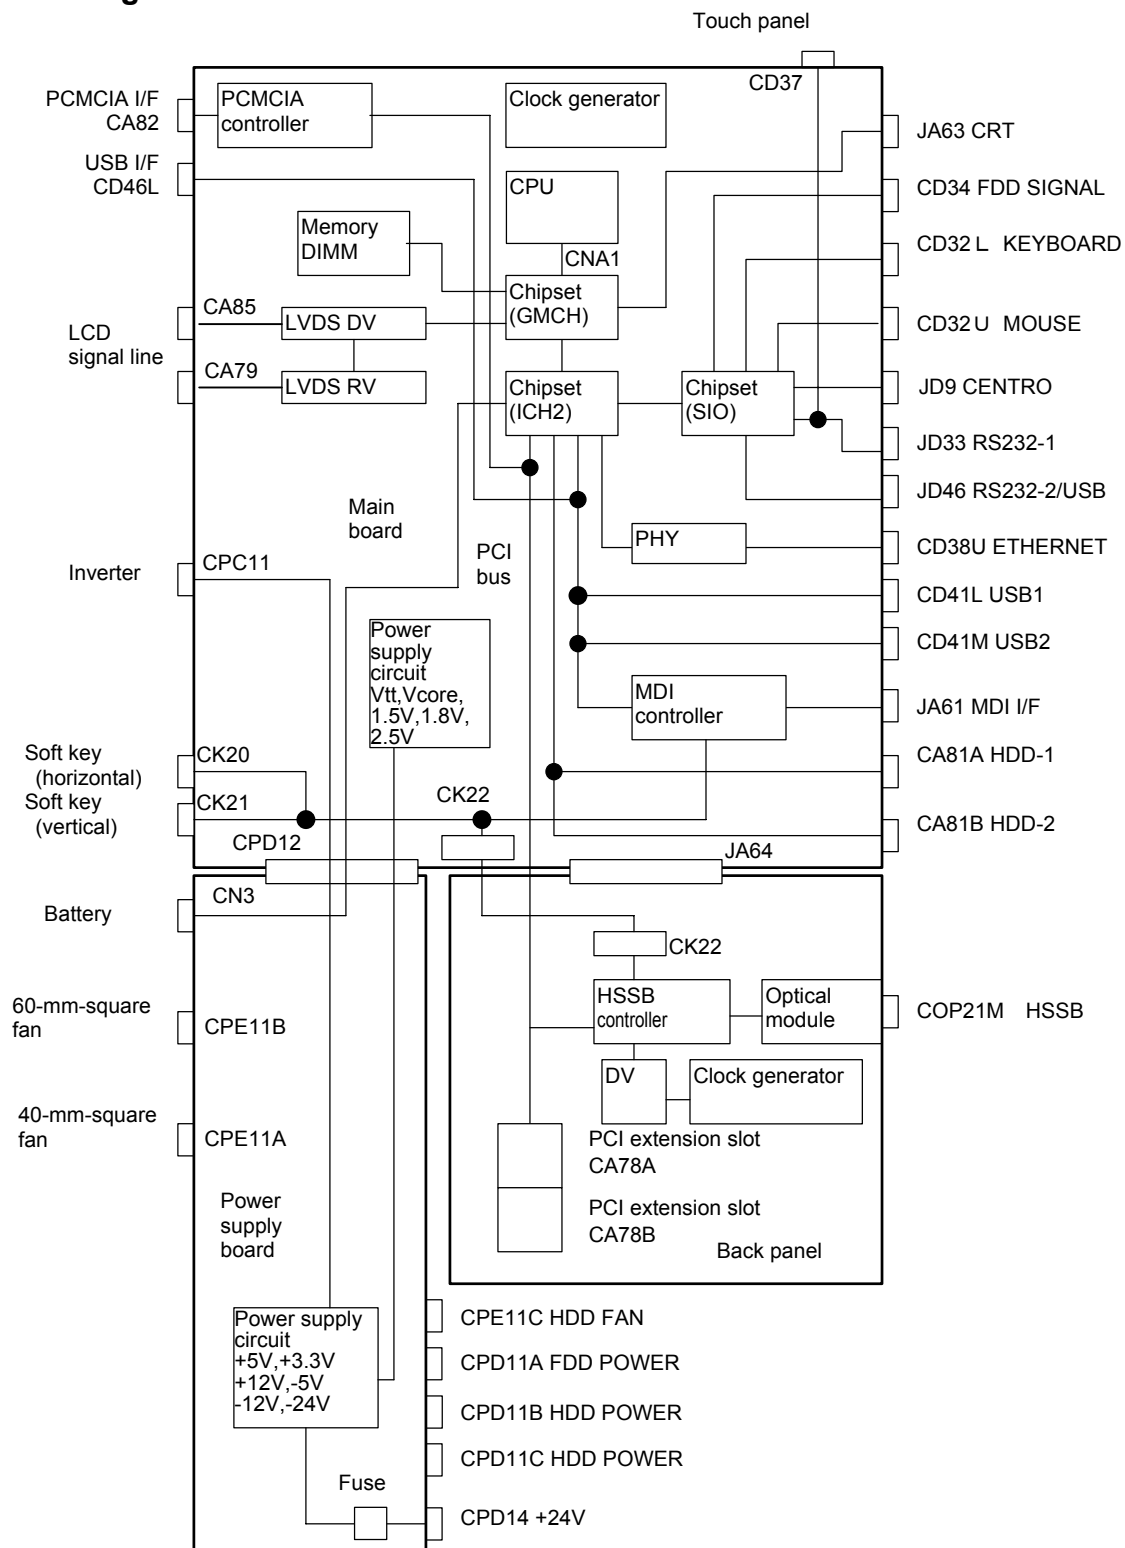 Touch panel
CD37
PCMCIA I/F
CA82
PCMCIA
controller
Clock generator
JA63 CRT
USB I/F
CD46L
CPU
CD34 FDD SIGNAL
Memory
DIMM
CNA1
CD32 L KEYBOARD
Chipset
(GMCH)
CA85
LVDS DV
LCD
signal line
CD32 U MOUSE
CA79
LVDS RV
Chipset
(ICH2)
Chipset
(SIO)
JD9 CENTRO
JD33 RS232-1
JD46 RS232-2/USB
Main
board
PHY
CD38U ETHERNET
PCI
bus
Inverter
CPC11
CD41L USB1
CD41M USB2
Power
supply
circuit
Vtt,Vcore,
1.5V,1.8V,
2.5V
MDI
controller
JA61 MDI I/F
Soft key
(horizontal)
CK20
CA81A HDD-1
Soft key
(vertical)
CK21
CK22
CA81B HDD-2
CPD12
JA64
Battery
CN3
CK22
60-mm-square
fan
CPE11B
HSSB
controller
Optical
module
COP21M HSSB
DV
Clock generator
40-mm-square
fan
CPE11A
PCI extension slot
CA78A
PCI extension slot
CA78B
Back panel
Power
supply
board
Power supply
circuit
+5V,+3.3V
+12V,-5V
-12V,-24V
CPE11C HDD FAN
CPD11A FDD POWER
CPD11B HDD POWER
CPD11C HDD POWER
Fuse
CPD14 +24V